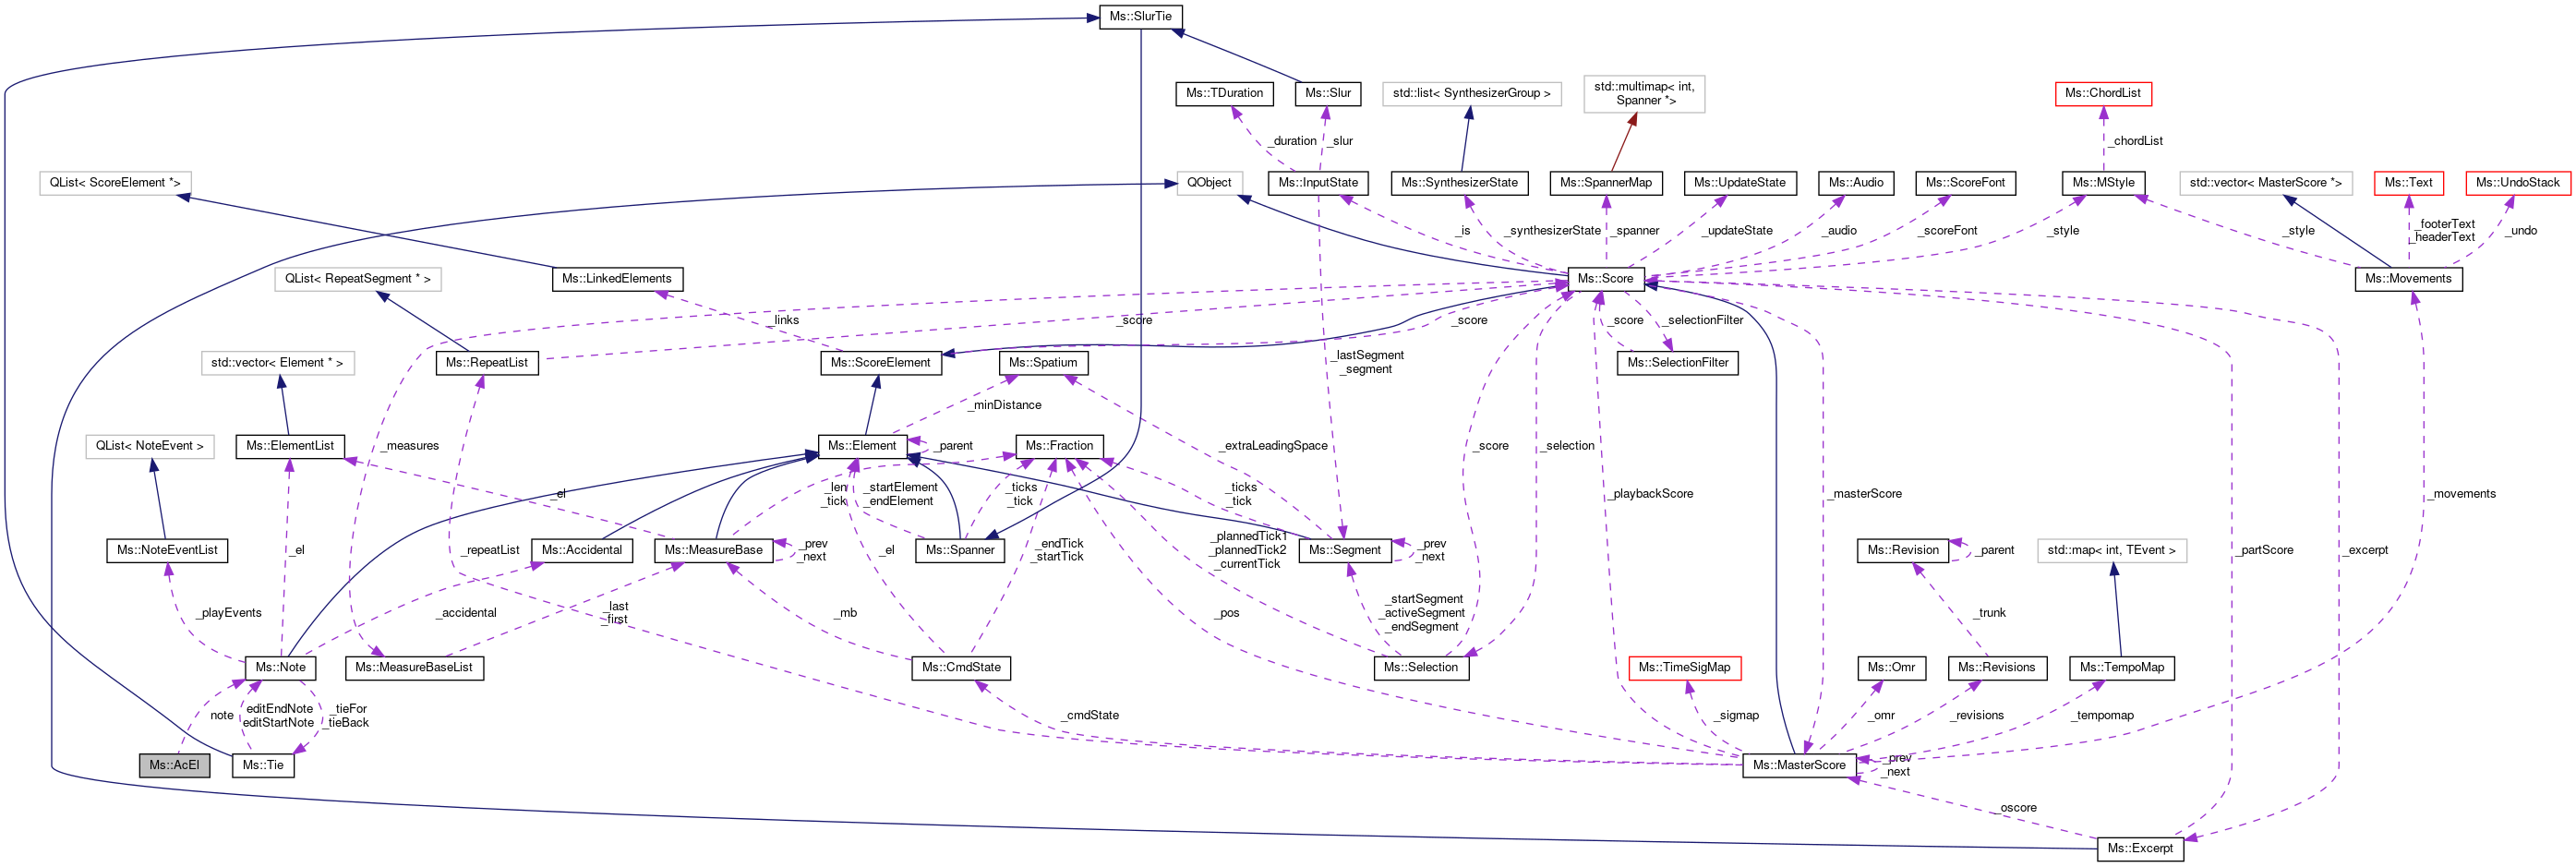 Ms::SlurTie
Ms::TDuration
Ms::Slur
std::list< SynthesizerGroup >
std::multimap< int,
Spanner *>
Ms::ChordList
_duration
_slur
_chordList
QList< ScoreElement *>
QObject
Ms::InputState
Ms::SynthesizerState
Ms::SpannerMap
Ms::UpdateState
Ms::Audio
Ms::ScoreFont
Ms::MStyle
std::vector< MasterScore *>
Ms::Text
Ms::UndoStack
_is
_synthesizerState
_spanner
_updateState
_audio
_scoreFont
_style
_style
_footerText
_headerText
_undo
QList< RepeatSegment * >
Ms::LinkedElements
Ms::Score
Ms::Movements
_links
_score
_score
_score
_selectionFilter
_lastSegment
_segment
std::vector< Element * >
Ms::RepeatList
Ms::ScoreElement
Ms::Spatium
Ms::SelectionFilter
_minDistance
QList< NoteEvent >
Ms::ElementList
_measures
Ms::Element
_parent
Ms::Fraction
_extraLeadingSpace
_score
_selection
_el
_len
_tick
_startElement
_endElement
_ticks
_tick
_ticks
_tick
_playbackScore
_masterScore
_movements
Ms::NoteEventList
_el
_repeatList
Ms::Accidental
Ms::MeasureBase
_prev
_next
Ms::Spanner
_el
_endTick
_startTick
_plannedTick1
_plannedTick2
_currentTick
Ms::Segment
_prev
_next
Ms::Revision
_parent
std::map< int, TEvent >
_partScore
_excerpt
_playEvents
_accidental
_last
_first
_mb
_pos
_startSegment
_activeSegment
_endSegment
_trunk
Ms::Note
Ms::MeasureBaseList
Ms::CmdState
Ms::Selection
Ms::TimeSigMap
Ms::Omr
Ms::Revisions
Ms::TempoMap
note
editEndNote
editStartNote
_tieFor
_tieBack
_cmdState
_sigmap
_omr
_revisions
_tempomap
Ms::AcEl
Ms::Tie
Ms::MasterScore
_prev
_next
_oscore
Ms::Excerpt